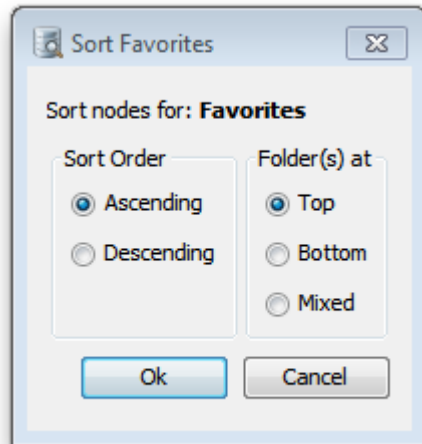 Sort Favorites
Sort nodes for: Favorites
Sort Order
Ascending
Descending
Folder(s) at
Top
Bottom
Mixed
Ok
Cancel